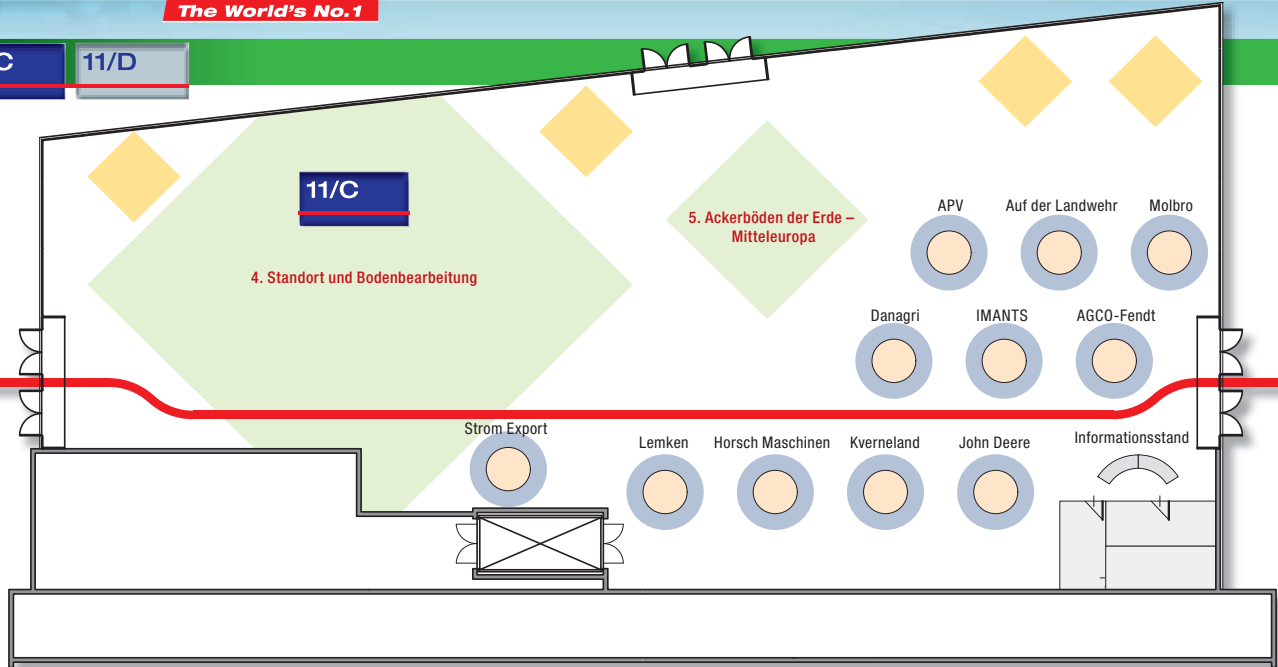 The World's No.1
C
11/D
11/C
4. Standort und Bodenbearbeitung
5. Ackerböden der Erde –
Mitteleuropa
APV
Auf der Landwehr
Molbro
Danagri
IMANTS
AGCO-Fendt
Strom Export
Lemken
Horsch Maschinen
Kverneland
John Deere
Informationsstand